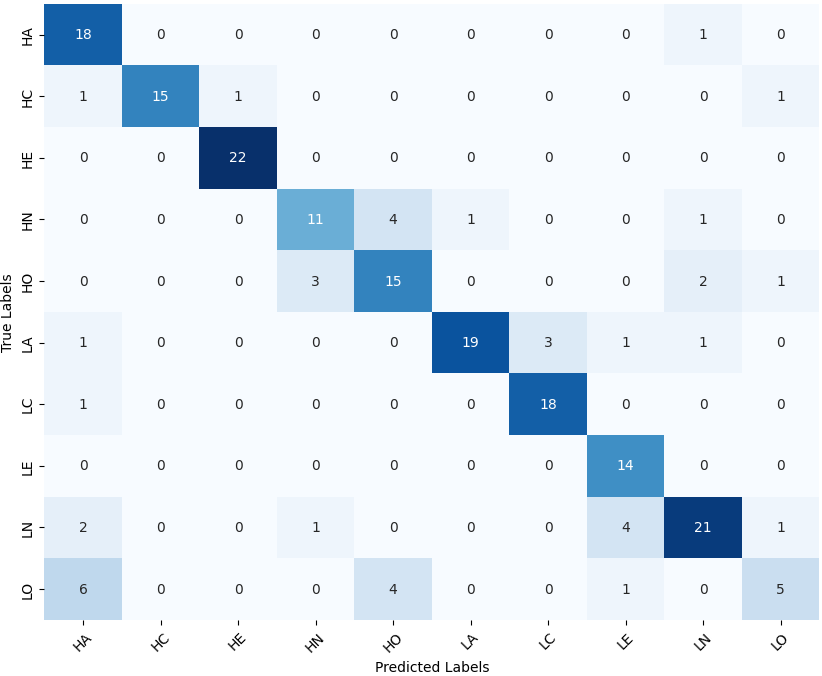 HA 18 0 0 0 0 0 0 0 1 0
HC 1 15 1 0 0 0 0 0 0 1
HE 0 0 22 0 0 0 0 0 0 0
HN 0 0 0 11 4 1 0 0 1 0
HO 0 0 0 3 15 0 0 0 2 1
LA 1 0 0 0 0 19 3 1 1 0
LC 1 0 0 0 0 0 18 0 0 0
LE 0 0 0 0 0 0 0 14 0 0
LN 2 0 0 1 0 0 0 4 21 1
LO 6 0 0 0 4 0 0 1 0 5
True Labels
HA HC HE HN HO LA LC LE LN LO
Predicted Labels